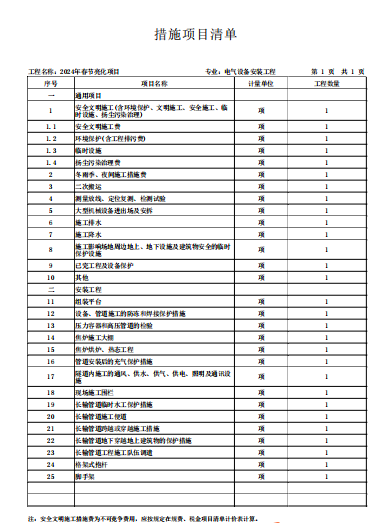 措施项目清单
工程名称：2024年春节亮化项目 专业：电气设备安装工程 第 1 页 共 1 页
序号 项目名称 计量单位 工程数量
一 通用项目
1 安全文明施工(含环境保护、文明施工、安全施工、临时设施、扬尘污染治理) 项 1
1.1 安全文明施工费 项 1
1.2 环境保护(含工程排污费) 项 1
1.3 临时设施 项 1
1.4 扬尘污染治理费 项 1
2 冬雨季、夜间施工措施费 项 1
3 二次搬运 项 1
4 测量放线、定位复测、检测试验 项 1
5 大型机械设备进出场及安拆 项 1
6 施工排水 项 1
7 施工降水 项 1
8 施工影响场地周边地上、地下设施及建筑物安全的临时保护设施 项 1
9 已完工程及设备保护 项 1
10 其他 项 1
二 安装工程
11 组装平台 项 1
12 设备、管道施工的防冻和焊接保护措施 项 1
13 压力容器和高压管道的检验 项 1
14 焦炉施工大棚 项 1
15 焦炉烘炉、热态工程 项 1
16 管道安装后的充气保护措施 项 1
17 隧道内施工的通风、供水、供气、供电、照明及通讯设施 项 1
18 现场施工围栏 项 1
19 长输管道临时水工保护措施 项 1
20 长输管道施工便道 项 1
21 长输管道跨越或穿越施工措施 项 1
22 长输管道地下穿越地上建筑物的保护措施 项 1
23 长输管道工程施工队伍调遣 项 1
24 格架式抱杆 项 1
25 脚手架 项 1
注：安全文明施工措施费为不可竞争费用，应按规定在规费、税金项目清单计价表计算。